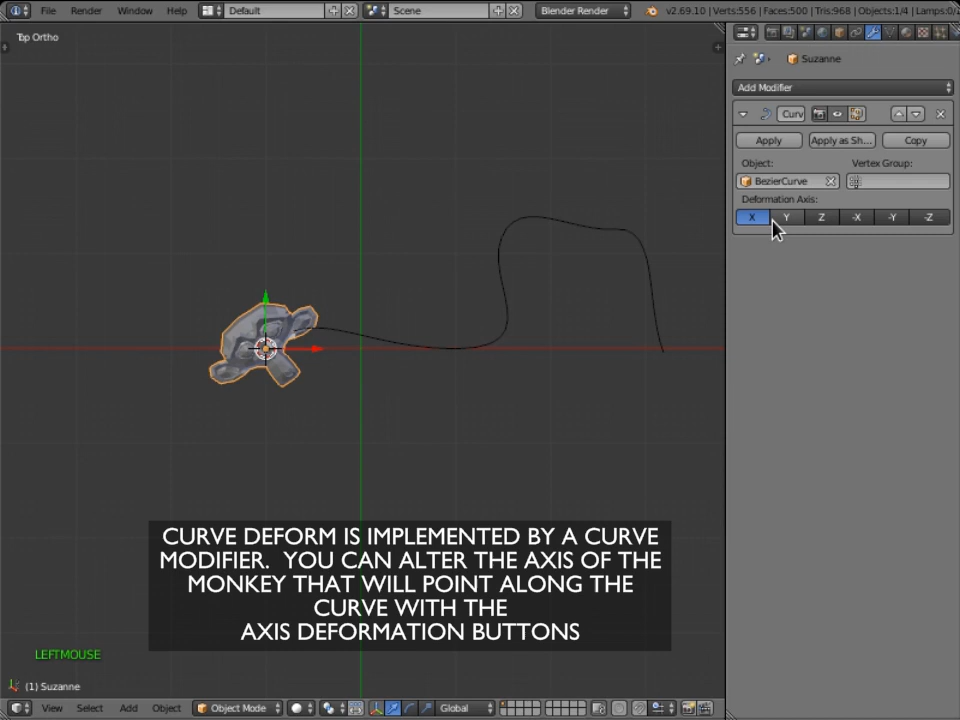 File Render Window Help Default Scene Blender Render v2.69.10 | Verts:556 | Faces:500 | Tris:968 | Objects:1/4 | Lamps:0/
Top Ortho
Suzanne
Add Modifier
Curv
Apply Apply as Sh... Copy
Object: Vertex Group:
BezierCurve
Deformation Axis:
X Y Z -X -Y -Z
CURVE DEFORM IS IMPLEMENTED BY A CURVE
MODIFIER. YOU CAN ALTER THE AXIS OF THE
MONKEY THAT WILL POINT ALONG THE
CURVE WITH THE
AXIS DEFORMATION BUTTONS
LEFTMOUSE
(1) Suzanne
View Select Add Object Object Mode Global